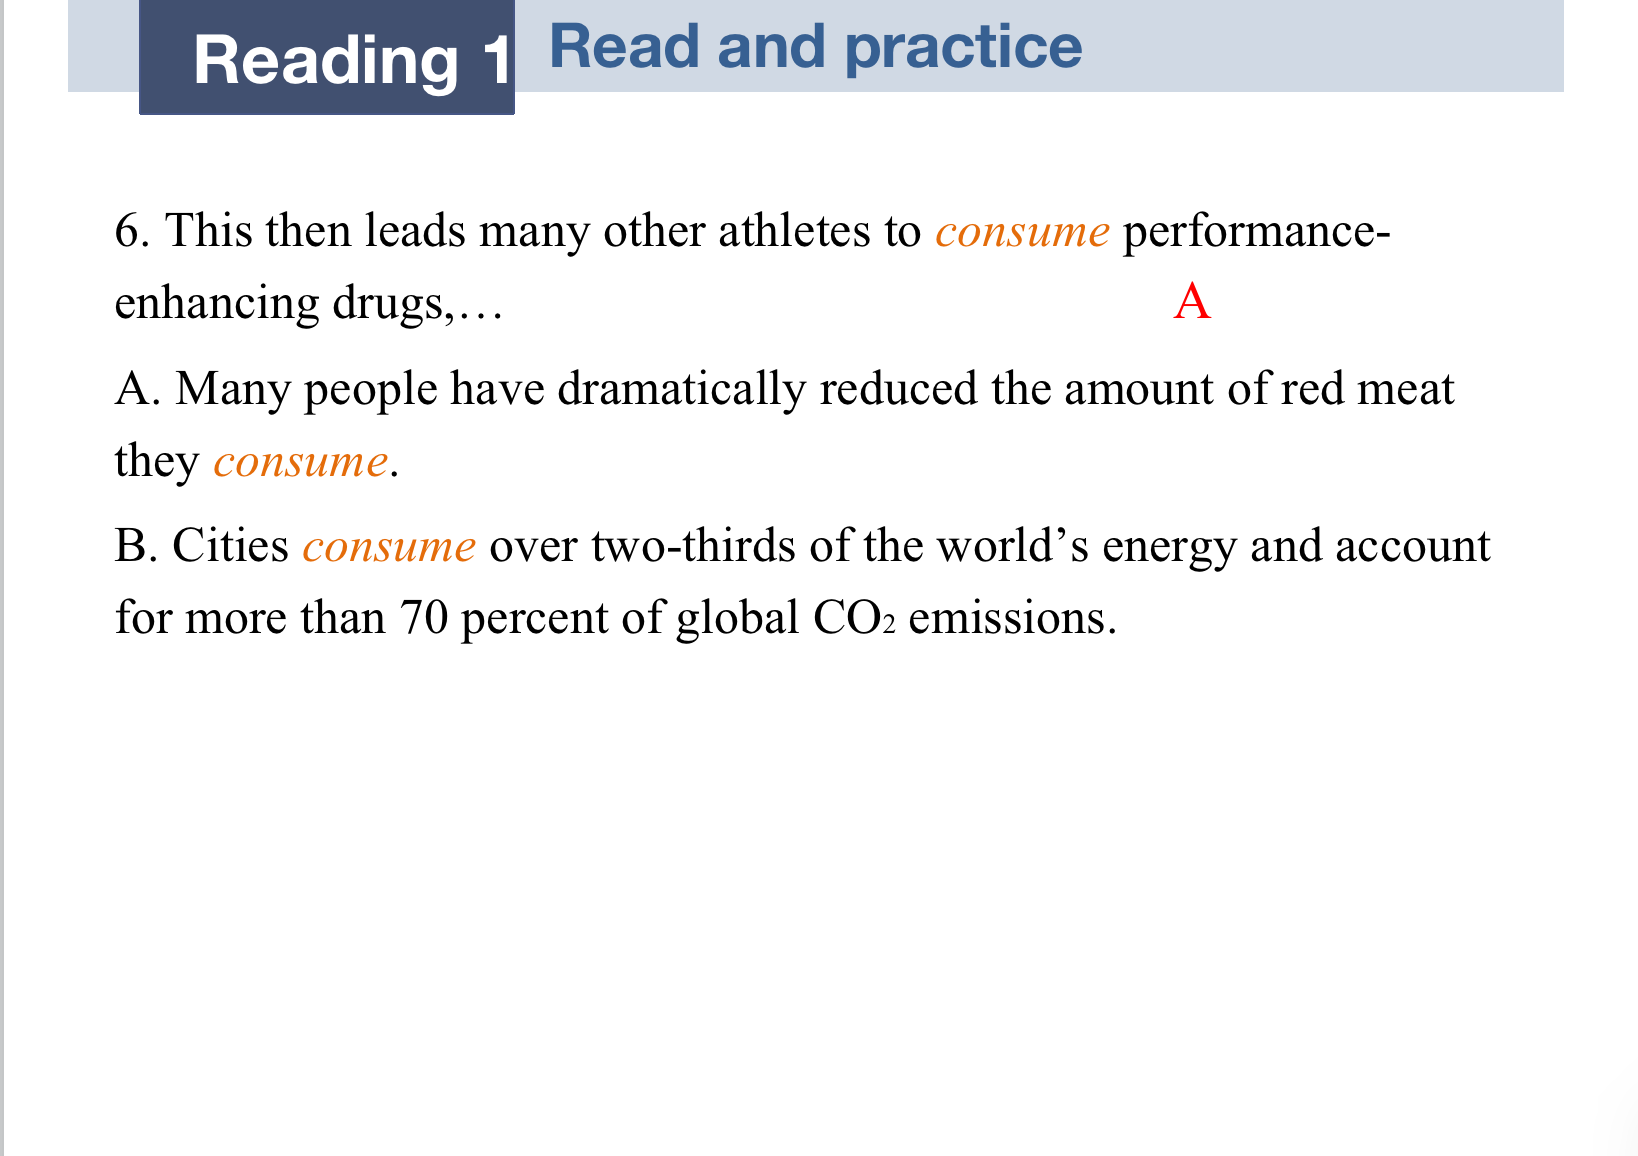 Reading 1
Read and practice
6. This then leads many other athletes to consume performance-
enhancing drugs,…
A
A. Many people have dramatically reduced the amount of red meat
they consume.
B. Cities consume over two-thirds of the world’s energy and account
for more than 70 percent of global CO₂ emissions.